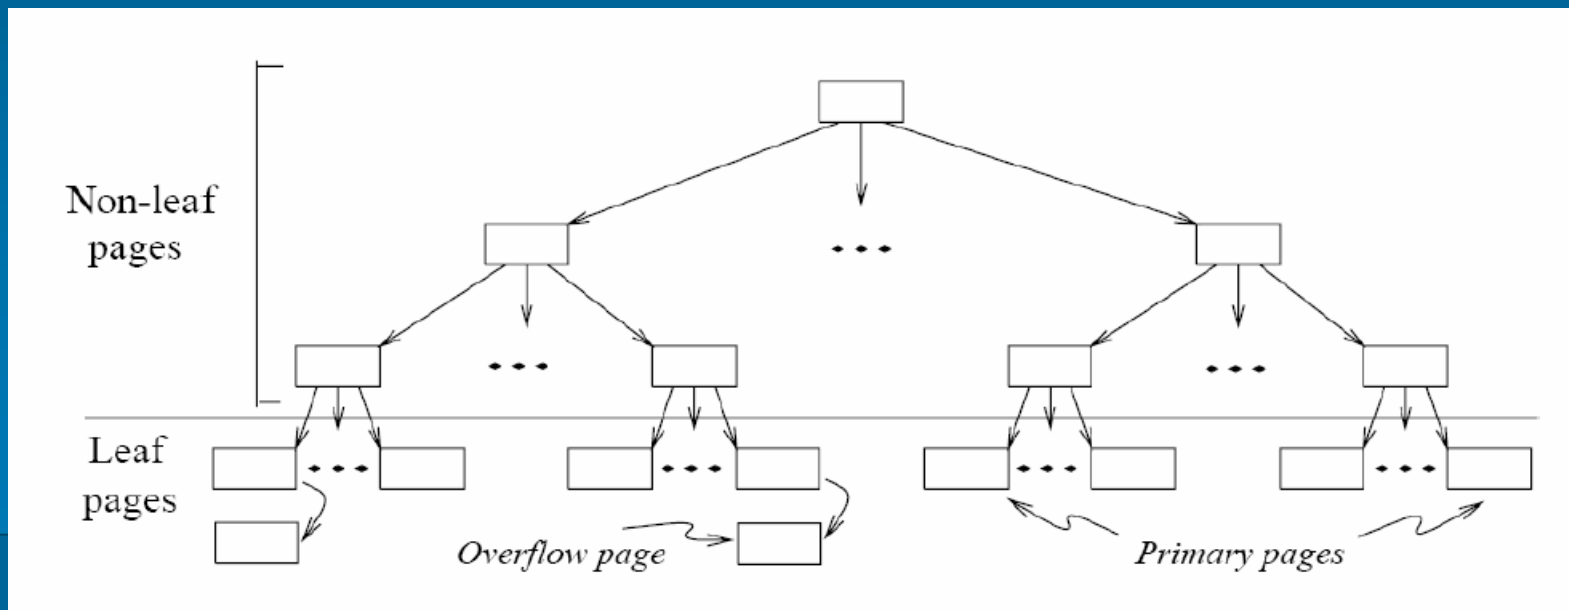 Non-leaf
pages
Leaf
pages
Overflow page
Primary pages